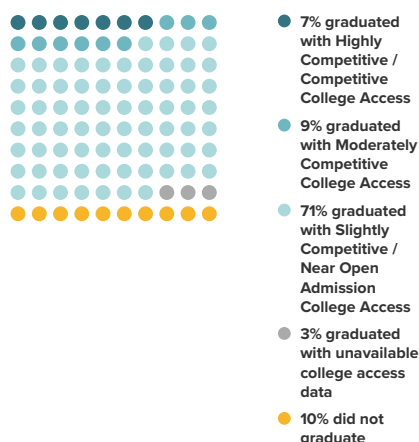 7% graduated
with Highly
Competitive /
Competitive
College Access
9% graduated
with Moderately
Competitive
College Access
71% graduated
with Slightly
Competitive /
Near Open
Admission
College Access
3% graduated
with unavailable
college access
data
10% did not
graduate